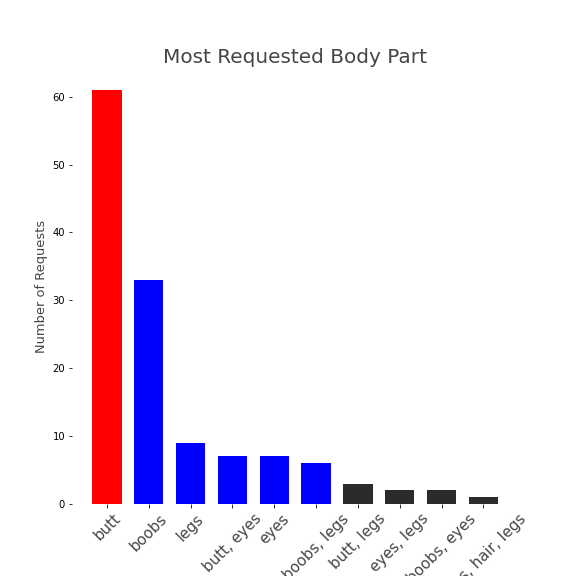 Most Requested Body Part
Number of Requests
60
50
40
30
20
10
0
butt
boobs
legs
butt, eyes
eyes
boobs, legs
butt, legs
eyes, legs
boobs, eyes
hair, legs